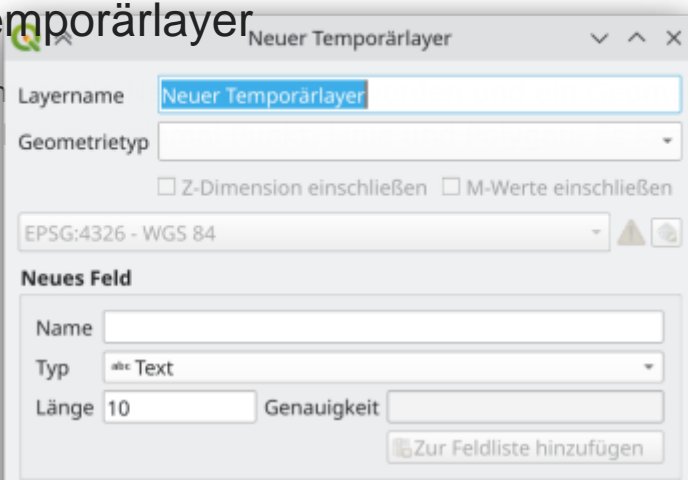 emporärlayer
Neuer Temporärlayer
Layername Neuer Temporärlayer
Geometrietyp
Z-Dimension einschließen M-Werte einschließen
EPSG:4326 - WGS 84
Neues Feld
Name
Typ abc Text
Länge 10 Genauigkeit
Zur Feldliste hinzufügen